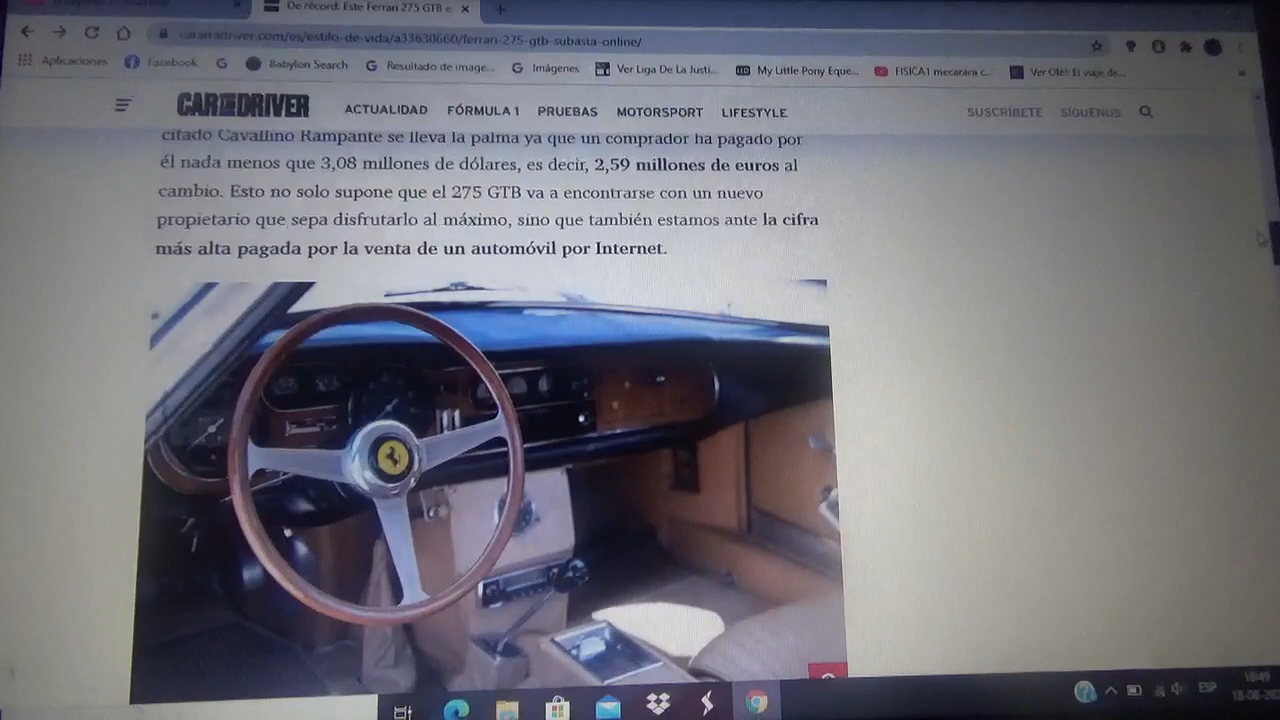 De récord: Este Ferrari 275 GTB e
caranddriver.com/es/estilo-de-vida/a33630660/ferrari-275-gtb-subasta-online/
Aplicaciones Facebook Babylon Search Resultado de image... Imágenes Ver Liga De La Justi... My Little Pony Eque... FISICA1 mecanica c... Ver Olé! El viaje de...
CAR AND DRIVER ACTUALIDAD FÓRMULA 1 PRUEBAS MOTORSPORT LIFESTYLE SUSCRÍBETE SÍGUENOS
citado Cavallino Rampante se lleva la palma ya que un comprador ha pagado por
él nada menos que 3,08 millones de dólares, es decir, 2,59 millones de euros al
cambio. Esto no solo supone que el 275 GTB va a encontrarse con un nuevo
propietario que sepa disfrutarlo al máximo, sino que también estamos ante la cifra
más alta pagada por la venta de un automóvil por Internet.
ESP
18:49